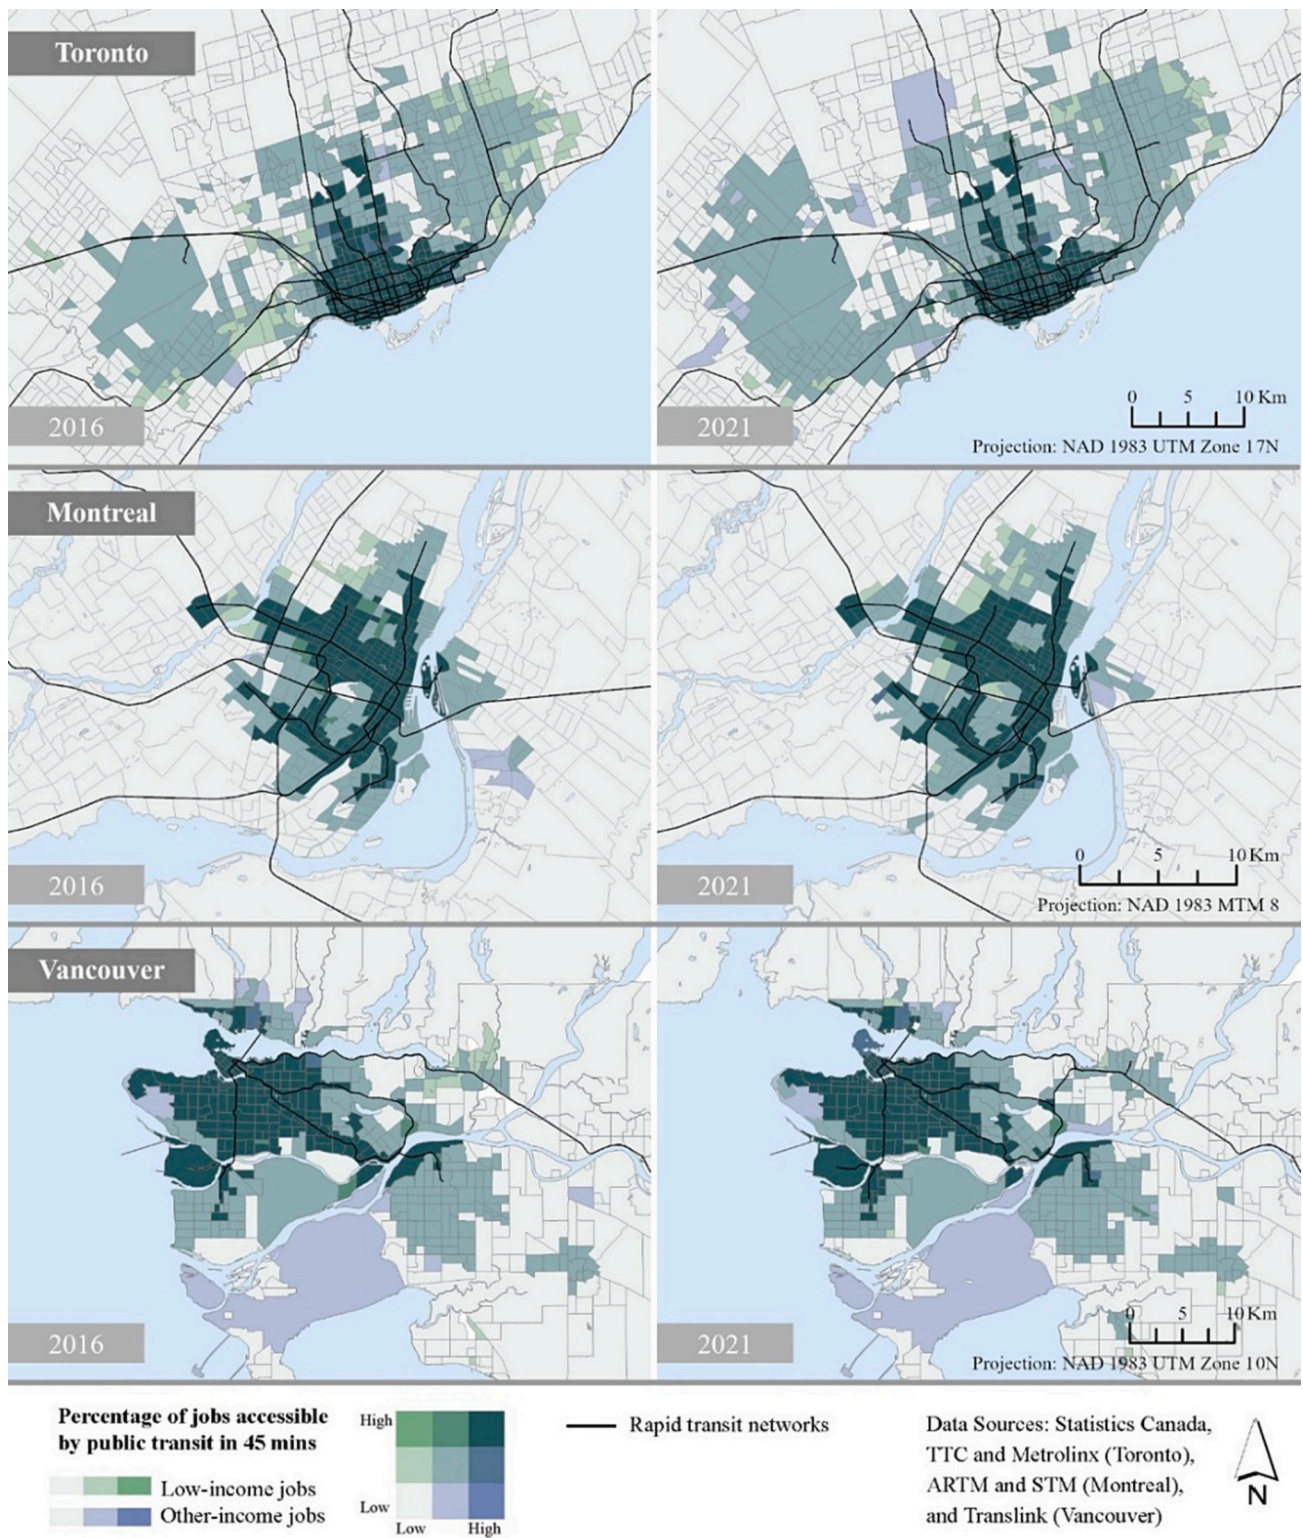 Toronto
2016
2021
0 5 10 Km
Projection: NAD 1983 UTM Zone 17N
Montreal
2016
2021
0 5 10 Km
Projection: NAD 1983 MTM 8
Vancouver
2016
2021
0 5 10 Km
Projection: NAD 1983 UTM Zone 10N
Percentage of jobs accessible
by public transit in 45 mins
Low-income jobs
Other-income jobs
High
Low
Low High
Rapid transit networks
Data Sources: Statistics Canada,
TTC and Metrolinx (Toronto),
ARTM and STM (Montreal),
and Translink (Vancouver)
N